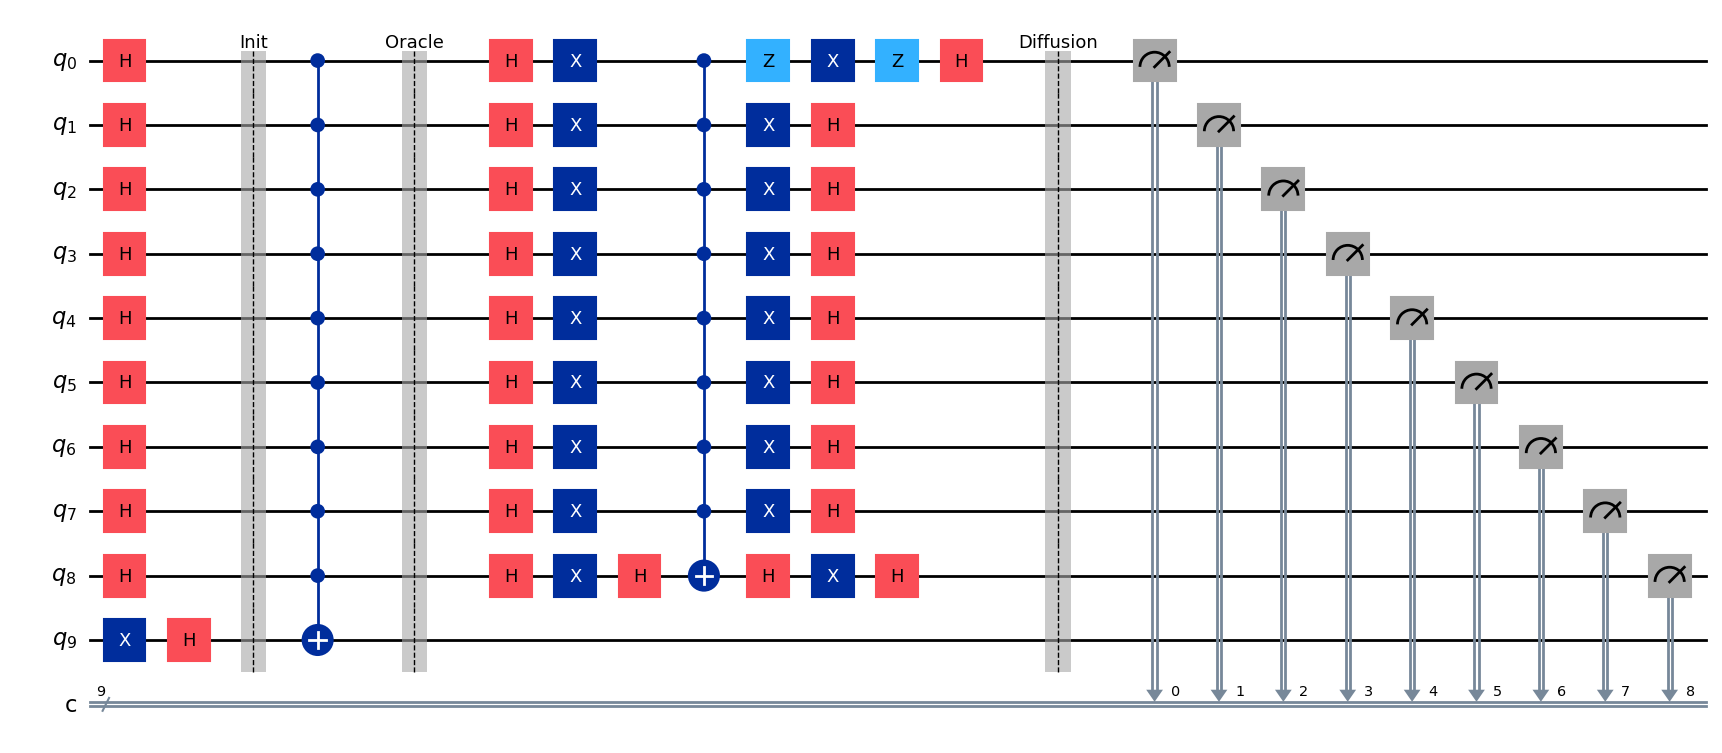 Init Oracle Diffusion
q0 H H X Z X Z H
q1 H H X X H
q2 H H X X H
q3 H H X X H
q4 H H X X H
q5 H H X X H
q6 H H X X H
q7 H H X X H
q8 H H X H H X H
q9 X H
c 9 0 1 2 3 4 5 6 7 8